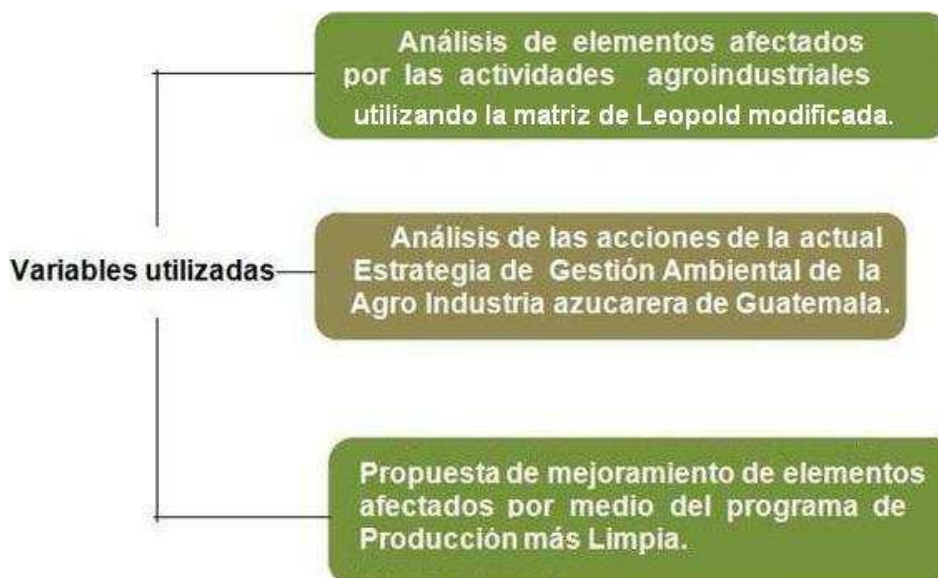 Análisis de elementos afectados
por las actividades agroindustriales
utilizando la matriz de Leopold modificada.
Variables utilizadas
Análisis de las acciones de la actual
Estrategia de Gestión Ambiental de la
Agro Industria azucarera de Guatemala.
Propuesta de mejoramiento de elementos
afectados por medio del programa de
Producción más Limpia.